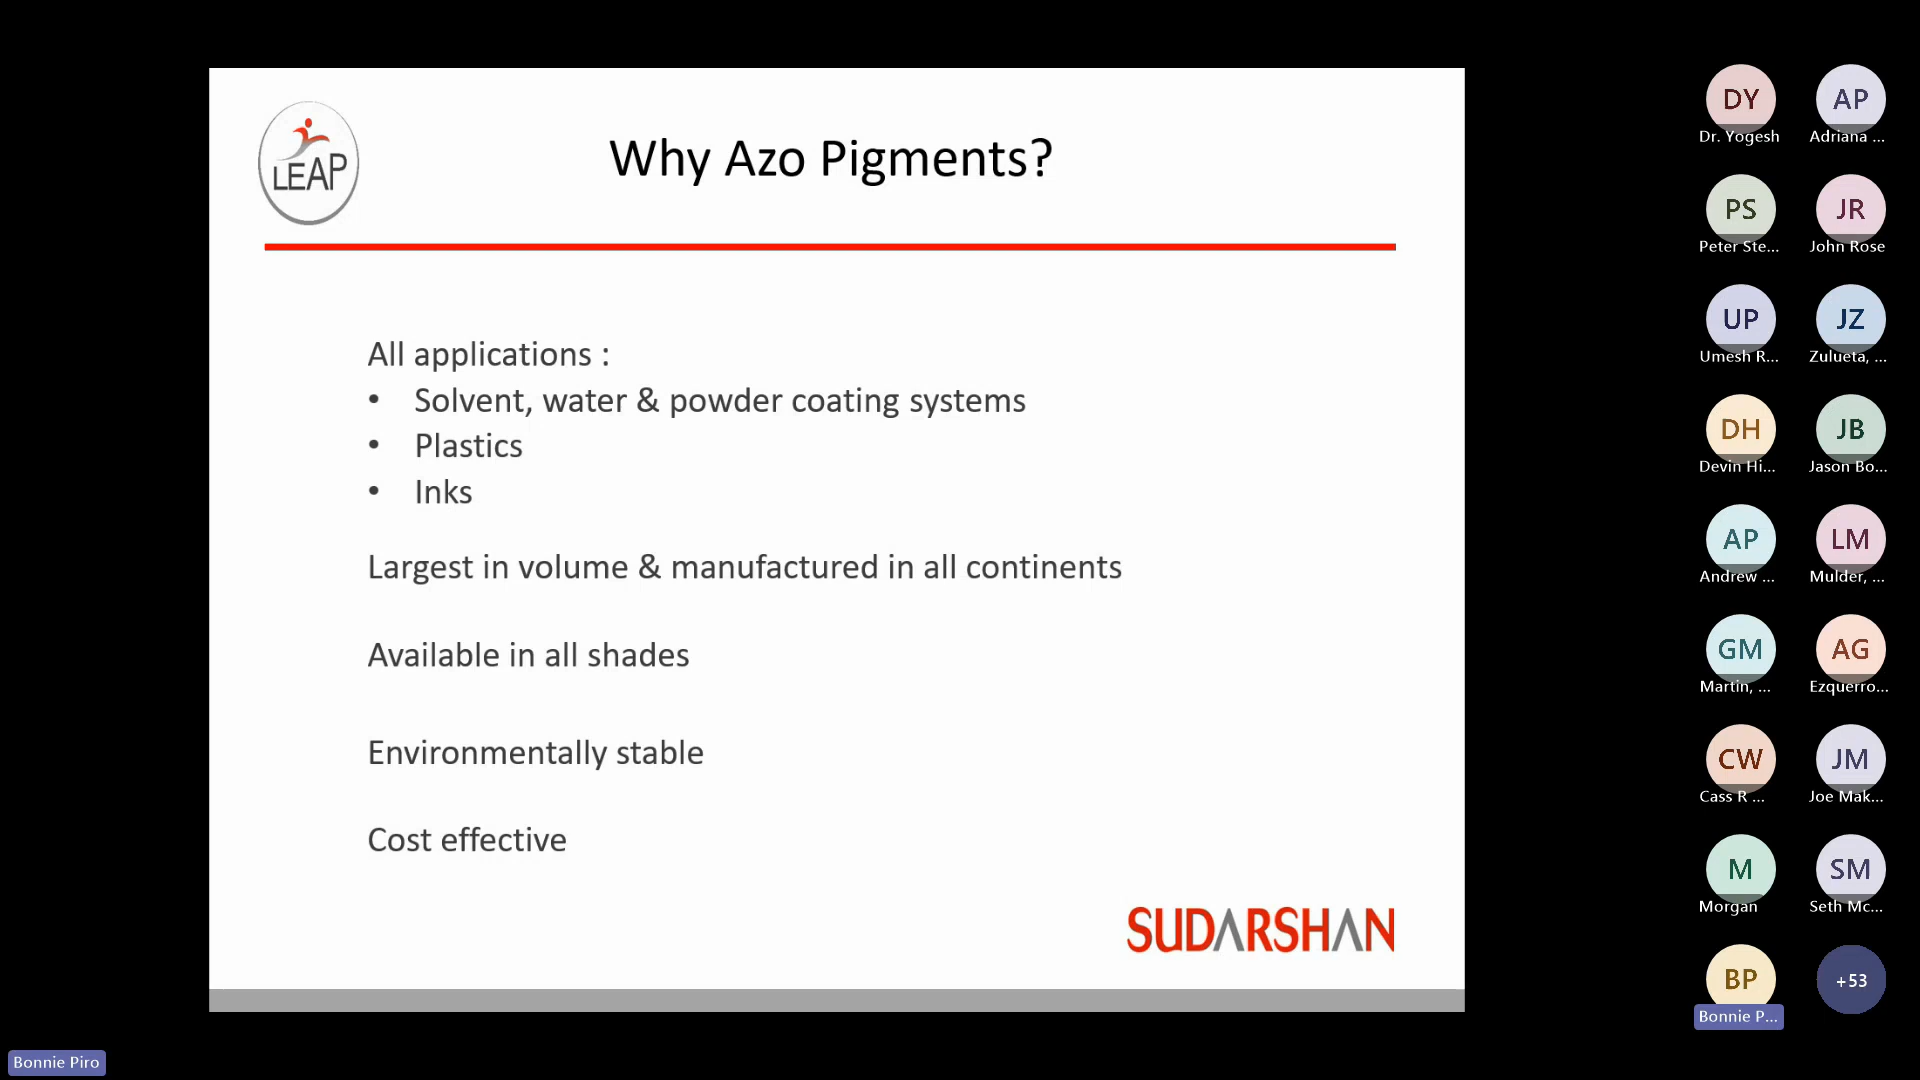 LEAP
Why Azo Pigments?
All applications :
• Solvent, water & powder coating systems
• Plastics
• Inks
Largest in volume & manufactured in all continents
Available in all shades
Environmentally stable
Cost effective
SUDARSHAN
DY AP
Dr. Yogesh Adriana ...
PS JR
Peter Ste... John Rose
UP JZ
Umesh R... Zulueta, ...
DH JB
Devin Hi... Jason Bo...
AP LM
Andrew ... Mulder, ...
GM AG
Martin, ... Ezquerro...
CW JM
Cass R ... Joe Mak...
M SM
Morgan Seth Mc...
BP +53
Bonnie P...
Bonnie Piro